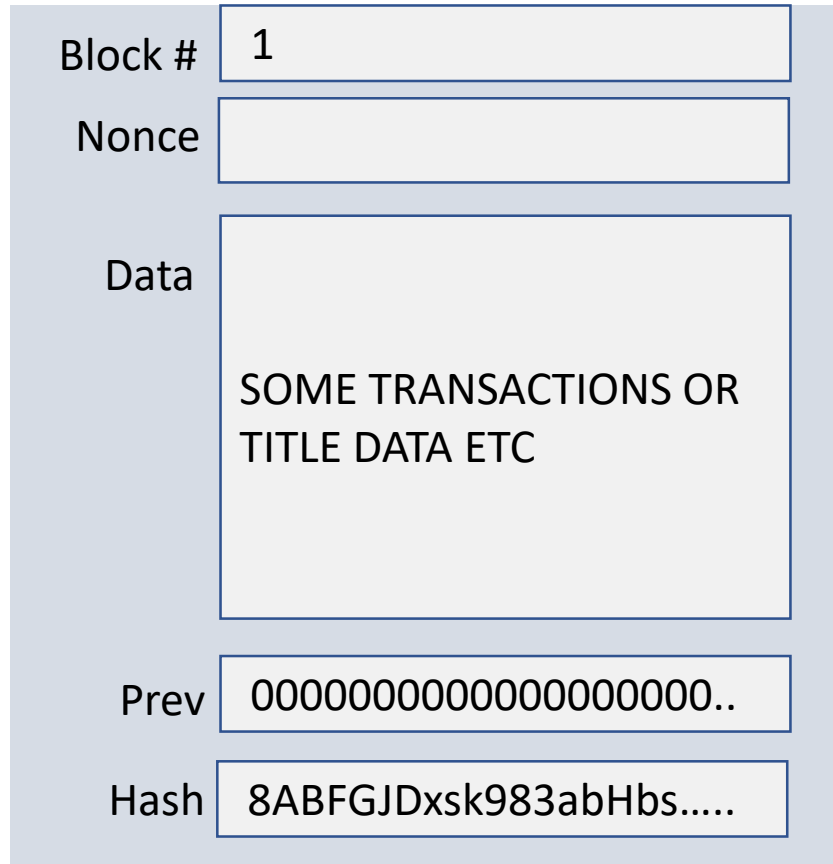 Block # 1
Nonce
Data
SOME TRANSACTIONS OR
TITLE DATA ETC
Prev 0000000000000000000..
Hash 8ABFGJDxsk983abHbs.....